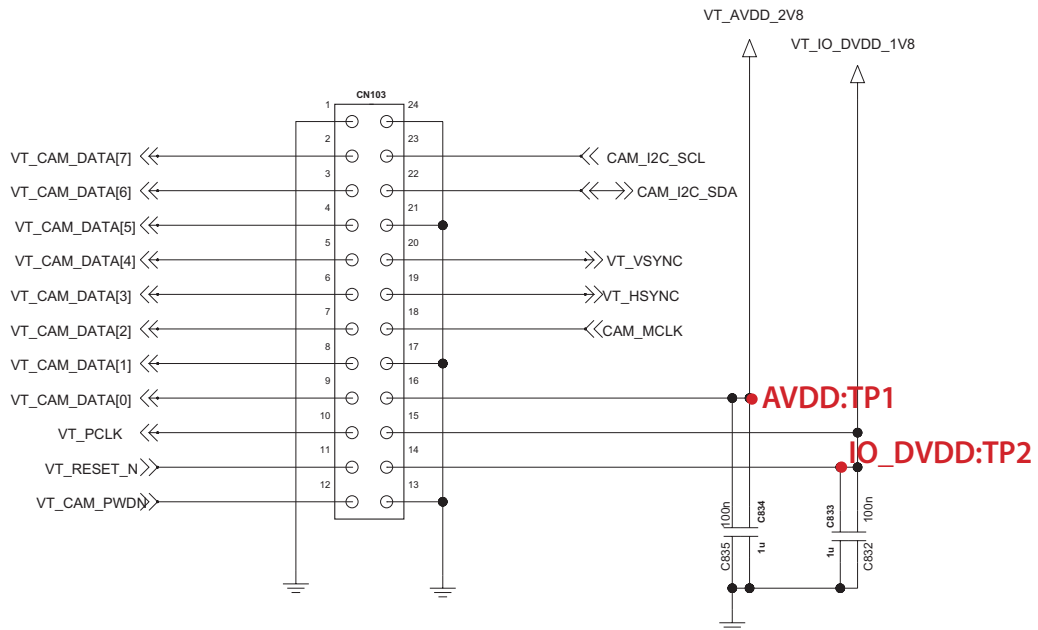 VT_AVDD_2V8
VT_IO_DVDD_1V8
CN103
1 24
2 23
VT_CAM_DATA[7] CAM_I2C_SCL
3 22
VT_CAM_DATA[6] CAM_I2C_SDA
4 21
VT_CAM_DATA[5]
5 20
VT_CAM_DATA[4] VT_VSYNC
6 19
VT_CAM_DATA[3] VT_HSYNC
7 18
VT_CAM_DATA[2] CAM_MCLK
8 17
VT_CAM_DATA[1]
9 16
VT_CAM_DATA[0] AVDD:TP1
10 15
VT_PCLK
11 14
VT_RESET_N IO_DVDD:TP2
12 13
VT_CAM_PWDN
100n C834 C833 100n
C835 1u 1u C832